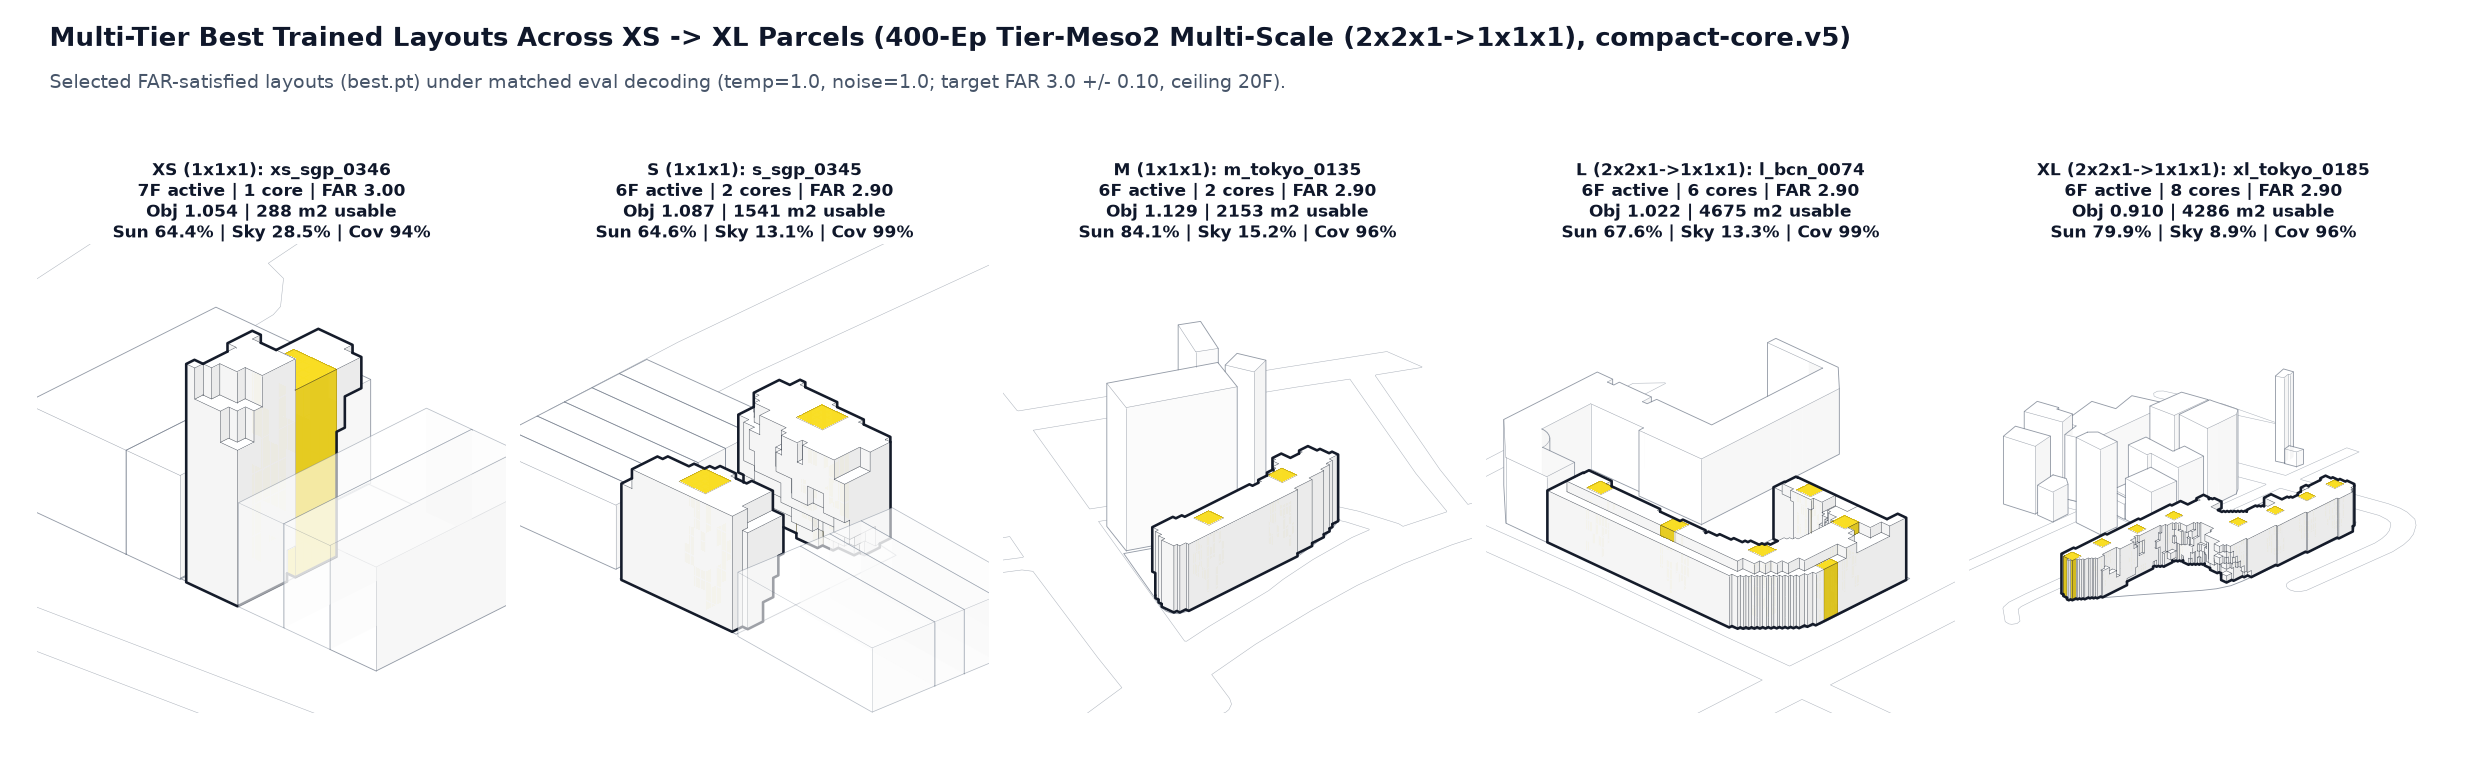 Multi-Tier Best Trained Layouts Across XS -> XL Parcels (400-Ep Tier-Meso2 Multi-Scale (2x2x1->1x1x1), compact-core.v5)
Selected FAR-satisfied layouts (best.pt) under matched eval decoding (temp=1.0, noise=1.0; target FAR 3.0 +/- 0.10, ceiling 20F).
XS (1x1x1): xs_sgp_0346
7F active | 1 core | FAR 3.00
Obj 1.054 | 288 m2 usable
Sun 64.4% | Sky 28.5% | Cov 94%
S (1x1x1): s_sgp_0345
6F active | 2 cores | FAR 2.90
Obj 1.087 | 1541 m2 usable
Sun 64.6% | Sky 13.1% | Cov 99%
M (1x1x1): m_tokyo_0135
6F active | 2 cores | FAR 2.90
Obj 1.129 | 2153 m2 usable
Sun 84.1% | Sky 15.2% | Cov 96%
L (2x2x1->1x1x1): l_bcn_0074
6F active | 6 cores | FAR 2.90
Obj 1.022 | 4675 m2 usable
Sun 67.6% | Sky 13.3% | Cov 99%
XL (2x2x1->1x1x1): xl_tokyo_0185
6F active | 8 cores | FAR 2.90
Obj 0.910 | 4286 m2 usable
Sun 79.9% | Sky 8.9% | Cov 96%